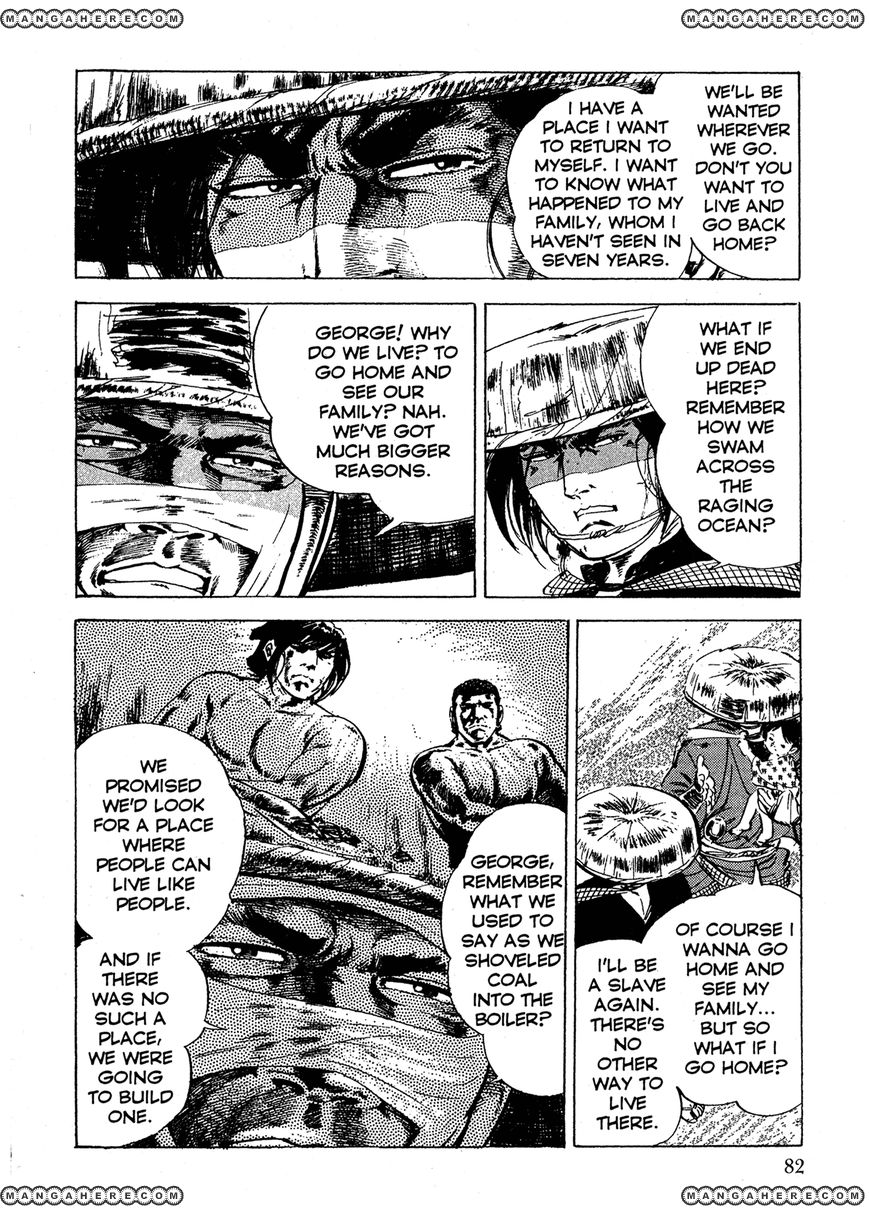 MANGAHERE.COM
MANGAHERE.COM
WE'LL BE
WANTED
WHEREVER
WE GO.
DON'T YOU
WANT TO
LIVE AND
GO BACK
HOME?
I HAVE A
PLACE I WANT
TO RETURN TO
MYSELF. I WANT
TO KNOW WHAT
HAPPENED TO MY
FAMILY, WHOM I
HAVEN'T SEEN IN
SEVEN YEARS.
WHAT IF
WE END
UP DEAD
HERE?
REMEMBER
HOW WE
SWAM
ACROSS
THE
RAGING
OCEAN?
GEORGE! WHY
DO WE LIVE? TO
GO HOME AND
SEE OUR
FAMILY? NAH.
WE'VE GOT
MUCH BIGGER
REASONS.
OF COURSE I
WANNA GO
HOME AND
SEE MY
FAMILY...
BUT SO
WHAT IF I
GO HOME?
I'LL BE
A SLAVE
AGAIN.
THERE'S
NO
OTHER
WAY TO
LIVE
THERE.
GEORGE,
REMEMBER
WHAT WE
USED TO
SAY AS WE
SHOVELED
COAL
INTO THE
BOILER?
WE
PROMISED
WE'D LOOK
FOR A PLACE
WHERE
PEOPLE CAN
LIVE LIKE
PEOPLE.
AND IF
THERE
WAS NO
SUCH A
PLACE,
WE WERE
GOING
TO BUILD
ONE.
82
MANGAHERE.COM
MANGAHERE.COM